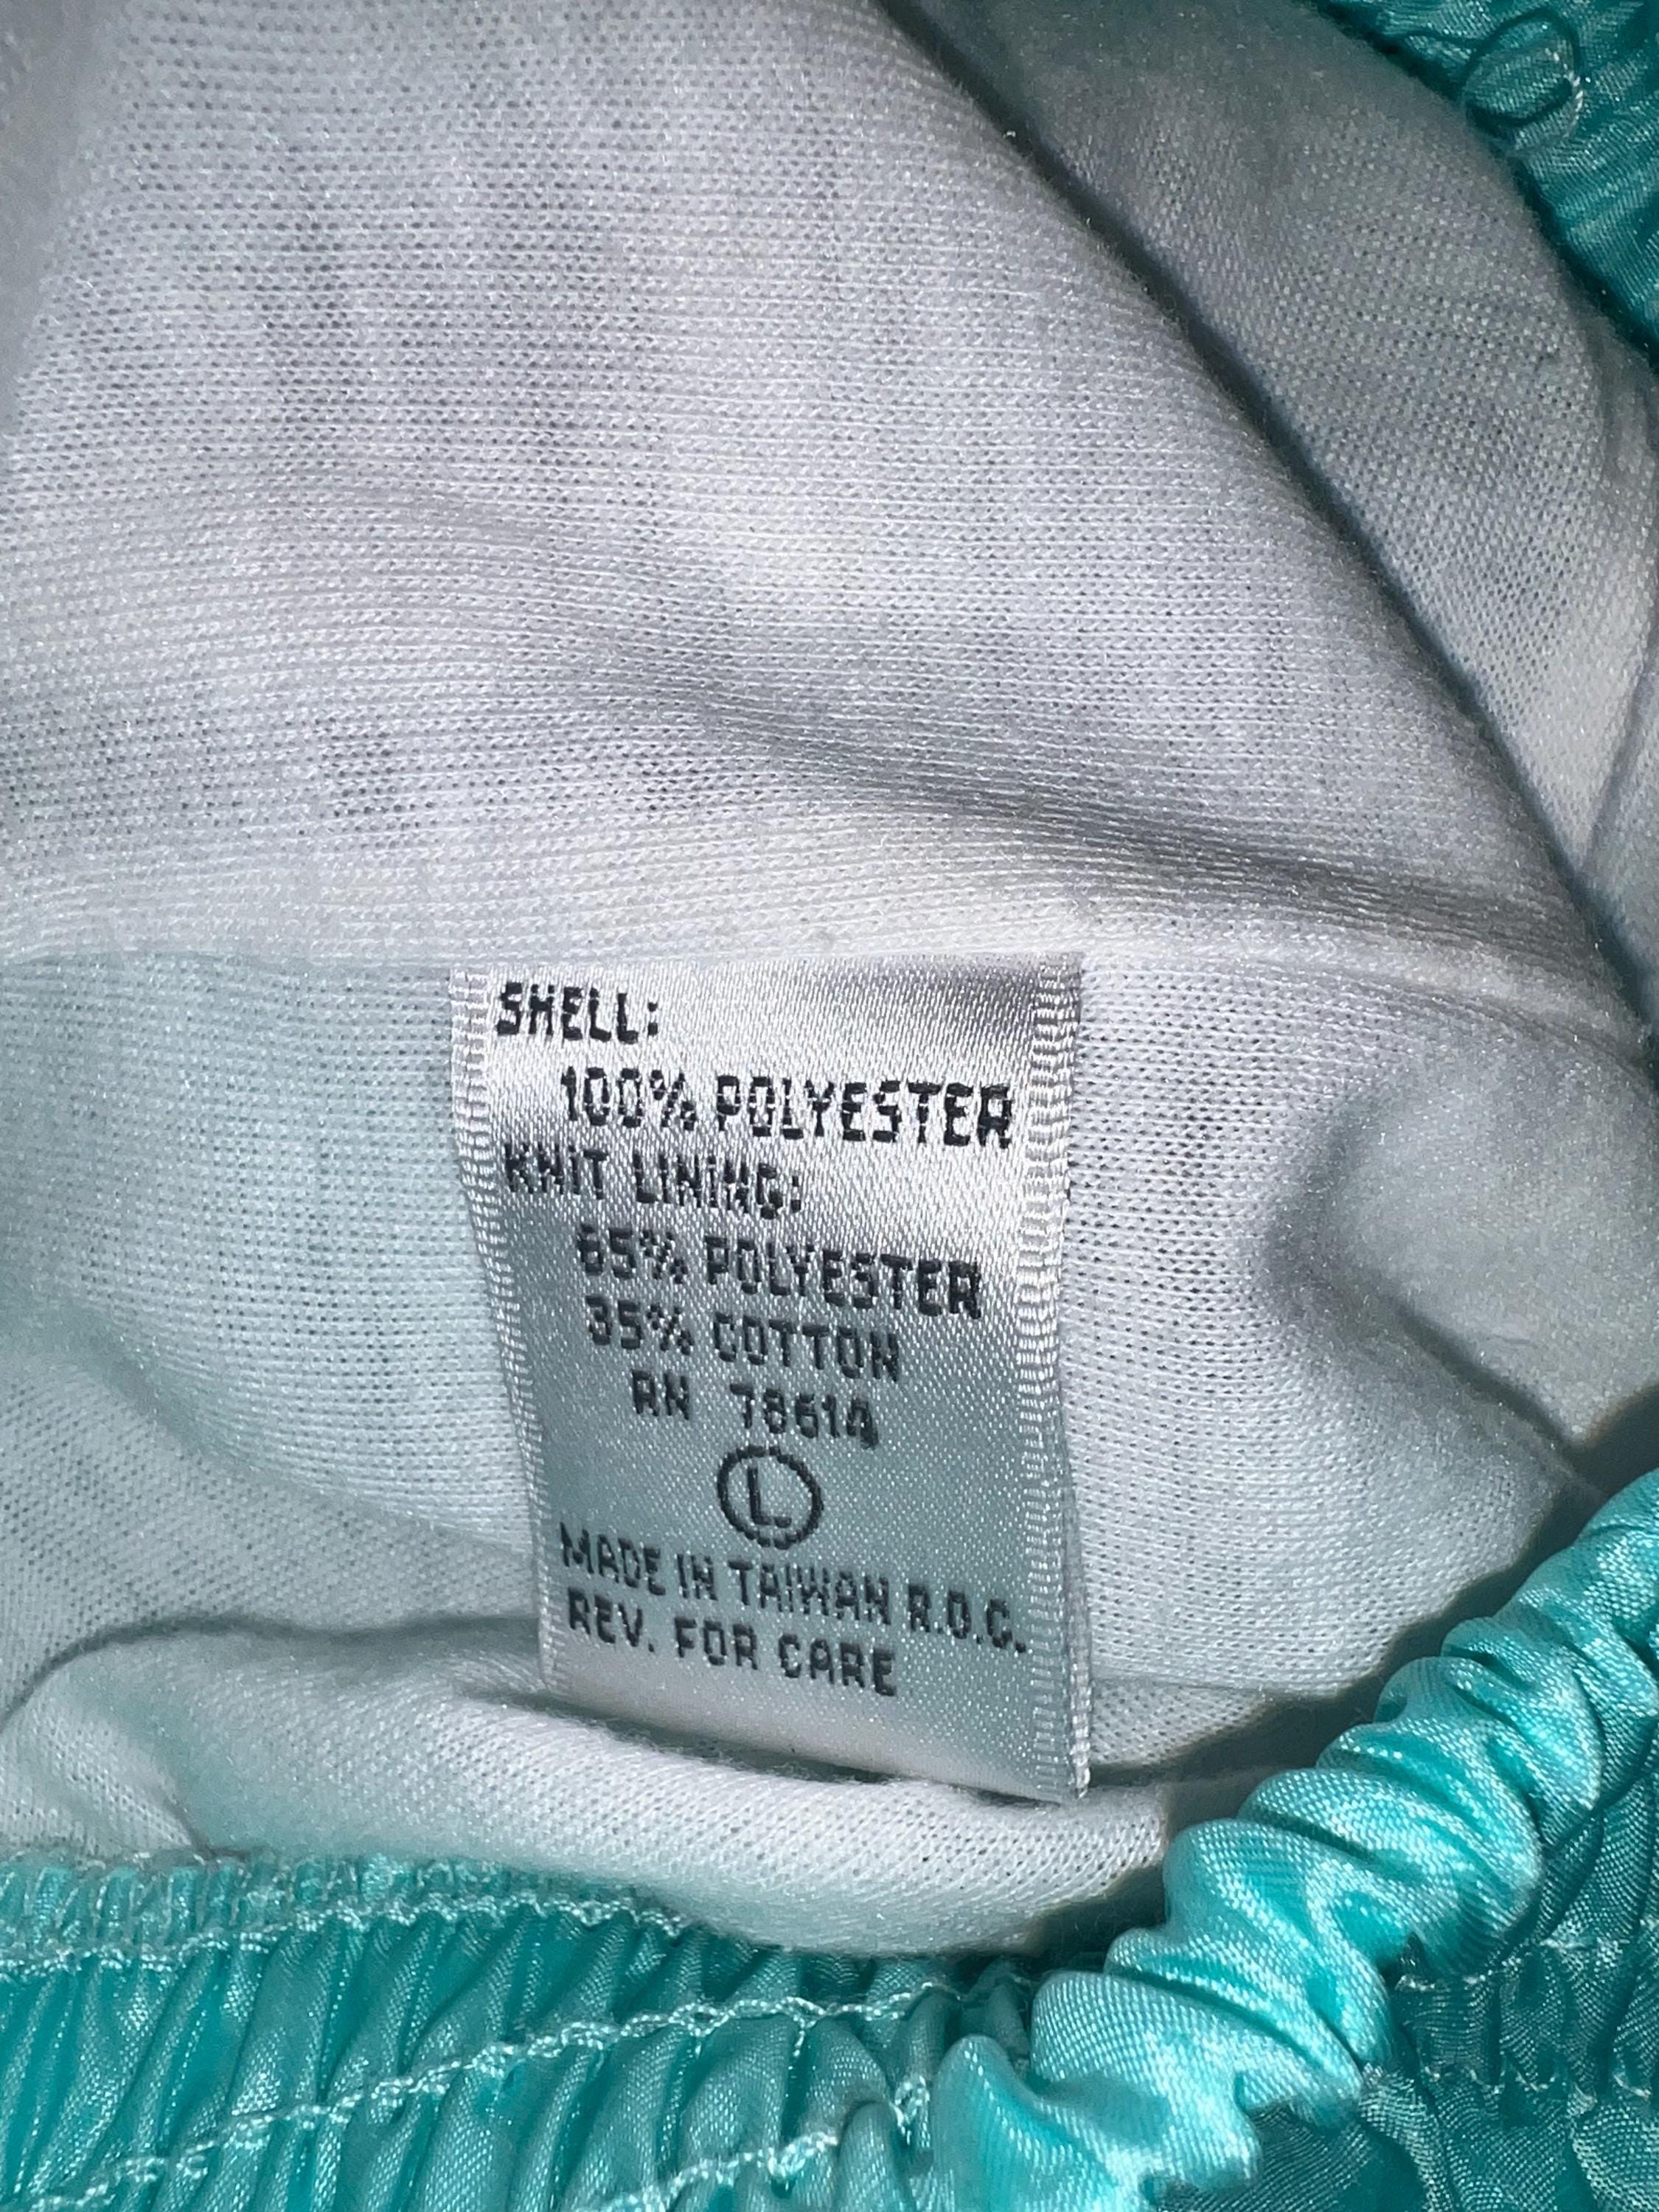 SHELL:
100% POLYESTER
KNIT LINING:
65% POLYESTER
35% COTTON
RN 78614
L
MADE IN TAIWAN R.O.C.
REV. FOR CARE